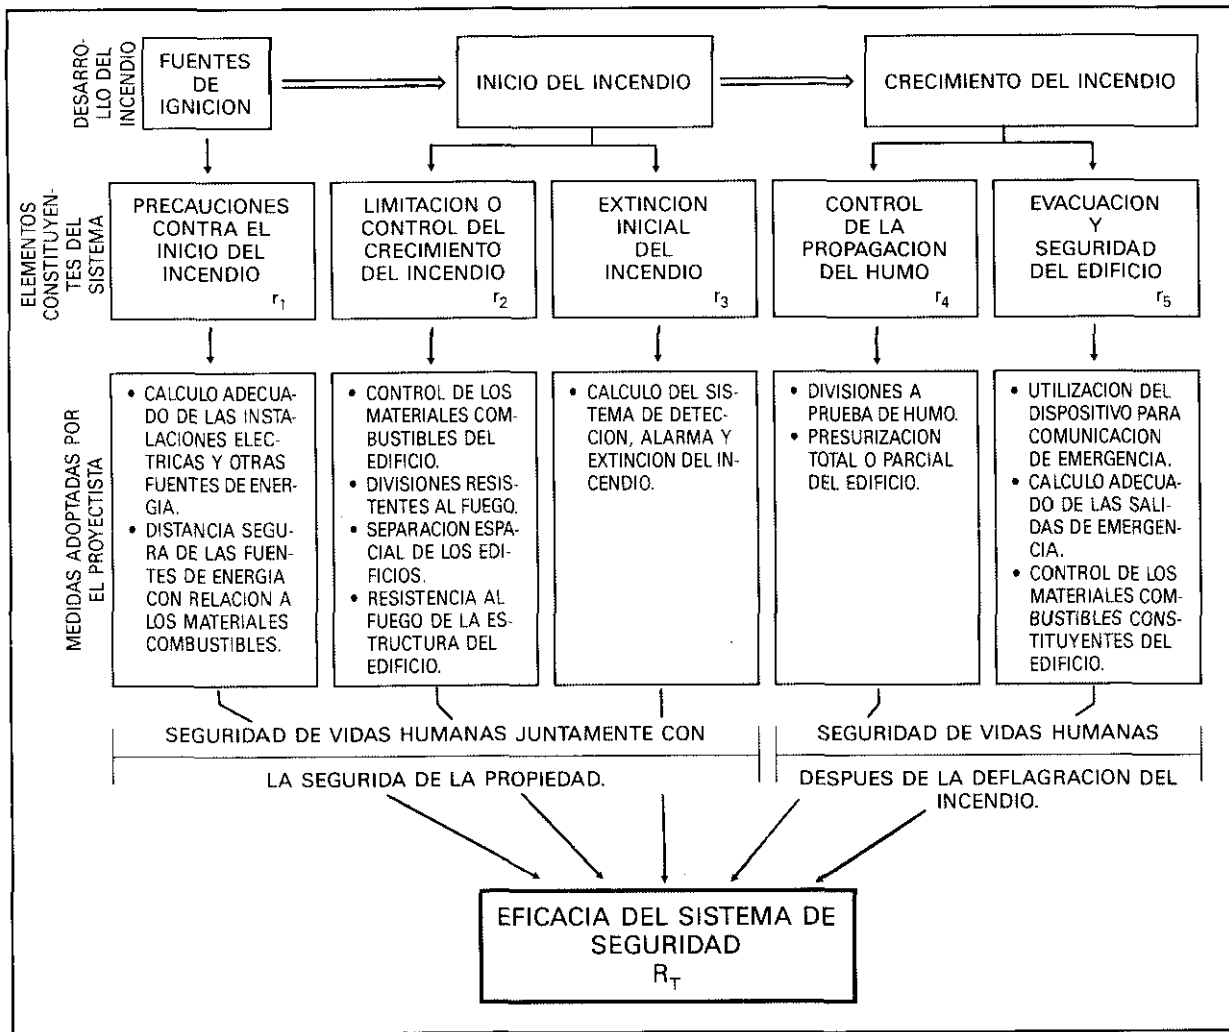 DESARRO-
LLO DEL
INCENDIO
FUENTES
DE
IGNICION
INICIO DEL INCENDIO
CRECIMIENTO DEL INCENDIO
ELEMENTOS
CONSTITUYEN-
TES DEL
SISTEMA
PRECAUCIONES
CONTRA EL
INICIO DEL
INCENDIO
r1
LIMITACION O
CONTROL DEL
CRECIMIENTO
DEL INCENDIO
r2
EXTINCION
INICIAL
DEL
INCENDIO
r3
CONTROL
DE LA
PROPAGACION
DEL HUMO
r4
EVACUACION
Y
SEGURIDAD
DEL EDIFICIO
r5
MEDIDAS ADOPTADAS POR
EL PROYECTISTA
• CALCULO ADECUA-
DO DE LAS INSTA-
LACIONES ELEC-
TRICAS Y OTRAS
FUENTES DE ENER-
GIA.
• DISTANCIA SEGU-
RA DE LAS FUEN-
TES DE ENERGIA
CON RELACION A
LOS MATERIALES
COMBUSTIBLES.
• CONTROL DE LOS
MATERIALES COM-
BUSTIBLES DEL
EDIFICIO.
• DIVISIONES RESIS-
TENTES AL FUEGO.
• SEPARACION ESPA-
CIAL DE LOS EDI-
FICIOS.
• RESISTENCIA AL
FUEGO DE LA ES-
TRUCTURA DEL
EDIFICIO.
• CALCULO DEL SIS-
TEMA DE DETEC-
CION, ALARMA Y
EXTINCION DEL IN-
CENDIO.
• DIVISIONES A
PRUEBA DE HUMO.
• PRESURIZACION
TOTAL O PARCIAL
DEL EDIFICIO.
• UTILIZACION DEL
DISPOSITIVO PARA
COMUNICACION
DE EMERGENCIA.
• CALCULO ADECUA-
DO DE LAS SALI-
DAS DE EMERGEN-
CIA.
• CONTROL DE LOS
MATERIALES COM-
BUSTIBLES CONS-
TITUYENTES DEL
EDIFICIO.
SEGURIDAD DE VIDAS HUMANAS JUNTAMENTE CON
LA SEGURIDA DE LA PROPIEDAD.
SEGURIDAD DE VIDAS HUMANAS
DESPUES DE LA DEFLAGRACION DEL
INCENDIO.
EFICACIA DEL SISTEMA DE
SEGURIDAD
RT